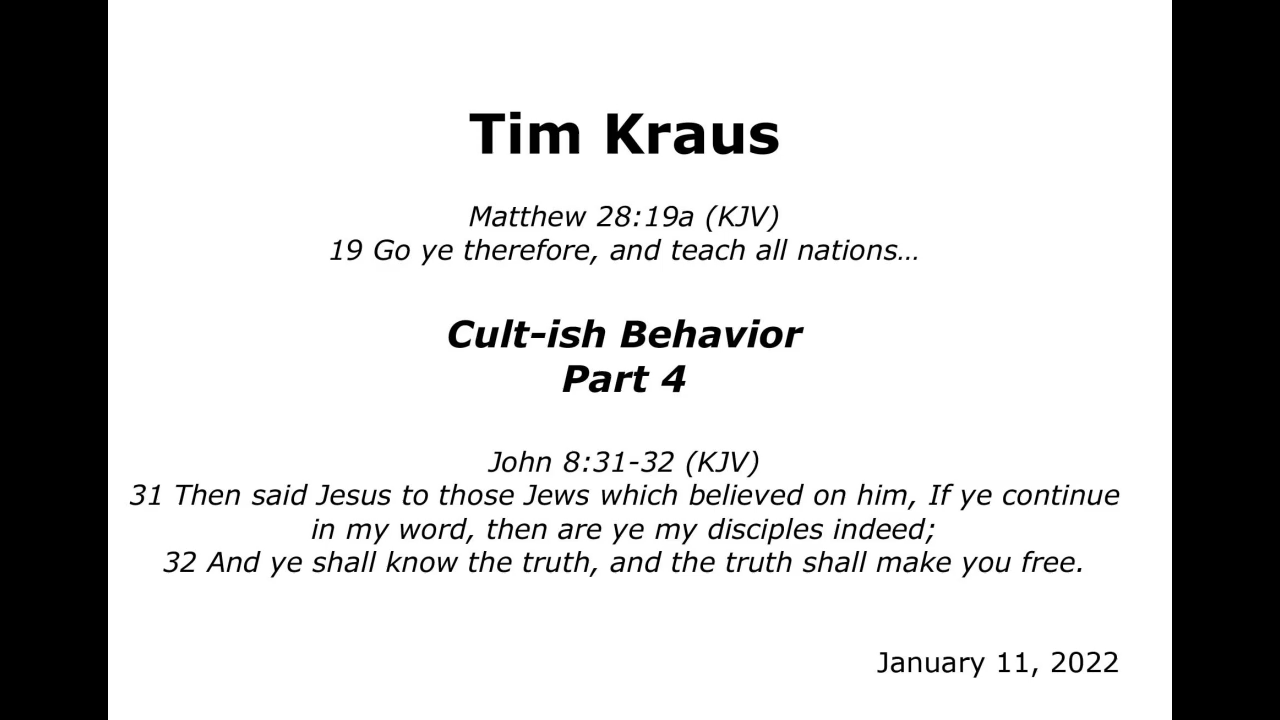 Tim Kraus
Matthew 28:19a (KJV)
19 Go ye therefore, and teach all nations…
Cult-ish Behavior
Part 4
John 8:31-32 (KJV)
31 Then said Jesus to those Jews which believed on him, If ye continue
in my word, then are ye my disciples indeed;
32 And ye shall know the truth, and the truth shall make you free.
January 11, 2022